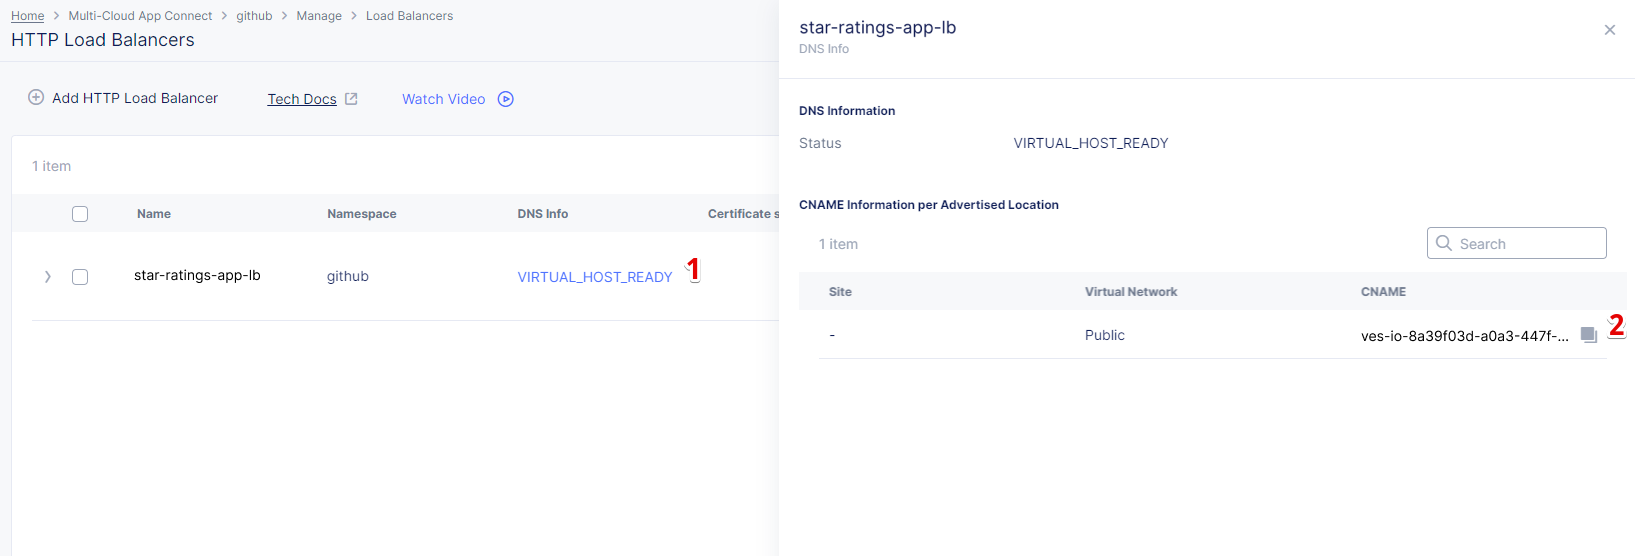 Home > Multi-Cloud App Connect > github > Manage > Load Balancers
HTTP Load Balancers
Add HTTP Load Balancer Tech Docs Watch Video
1 item
Name Namespace DNS Info Certificate s
star-ratings-app-lb github VIRTUAL_HOST_READY 1
star-ratings-app-lb
DNS Info
DNS Information
Status VIRTUAL_HOST_READY
CNAME Information per Advertised Location
1 item Search
Site Virtual Network CNAME
- Public ves-io-8a39f03d-a0a3-447f-... 2